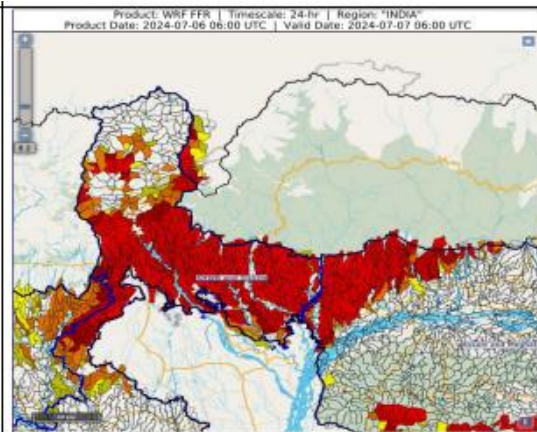 Product: WRF FFR | Timescale: 24-hr | Region: "INDIA"
Product Date: 2024-07-06 06:00 UTC | Valid Date: 2024-07-07 06:00 UTC